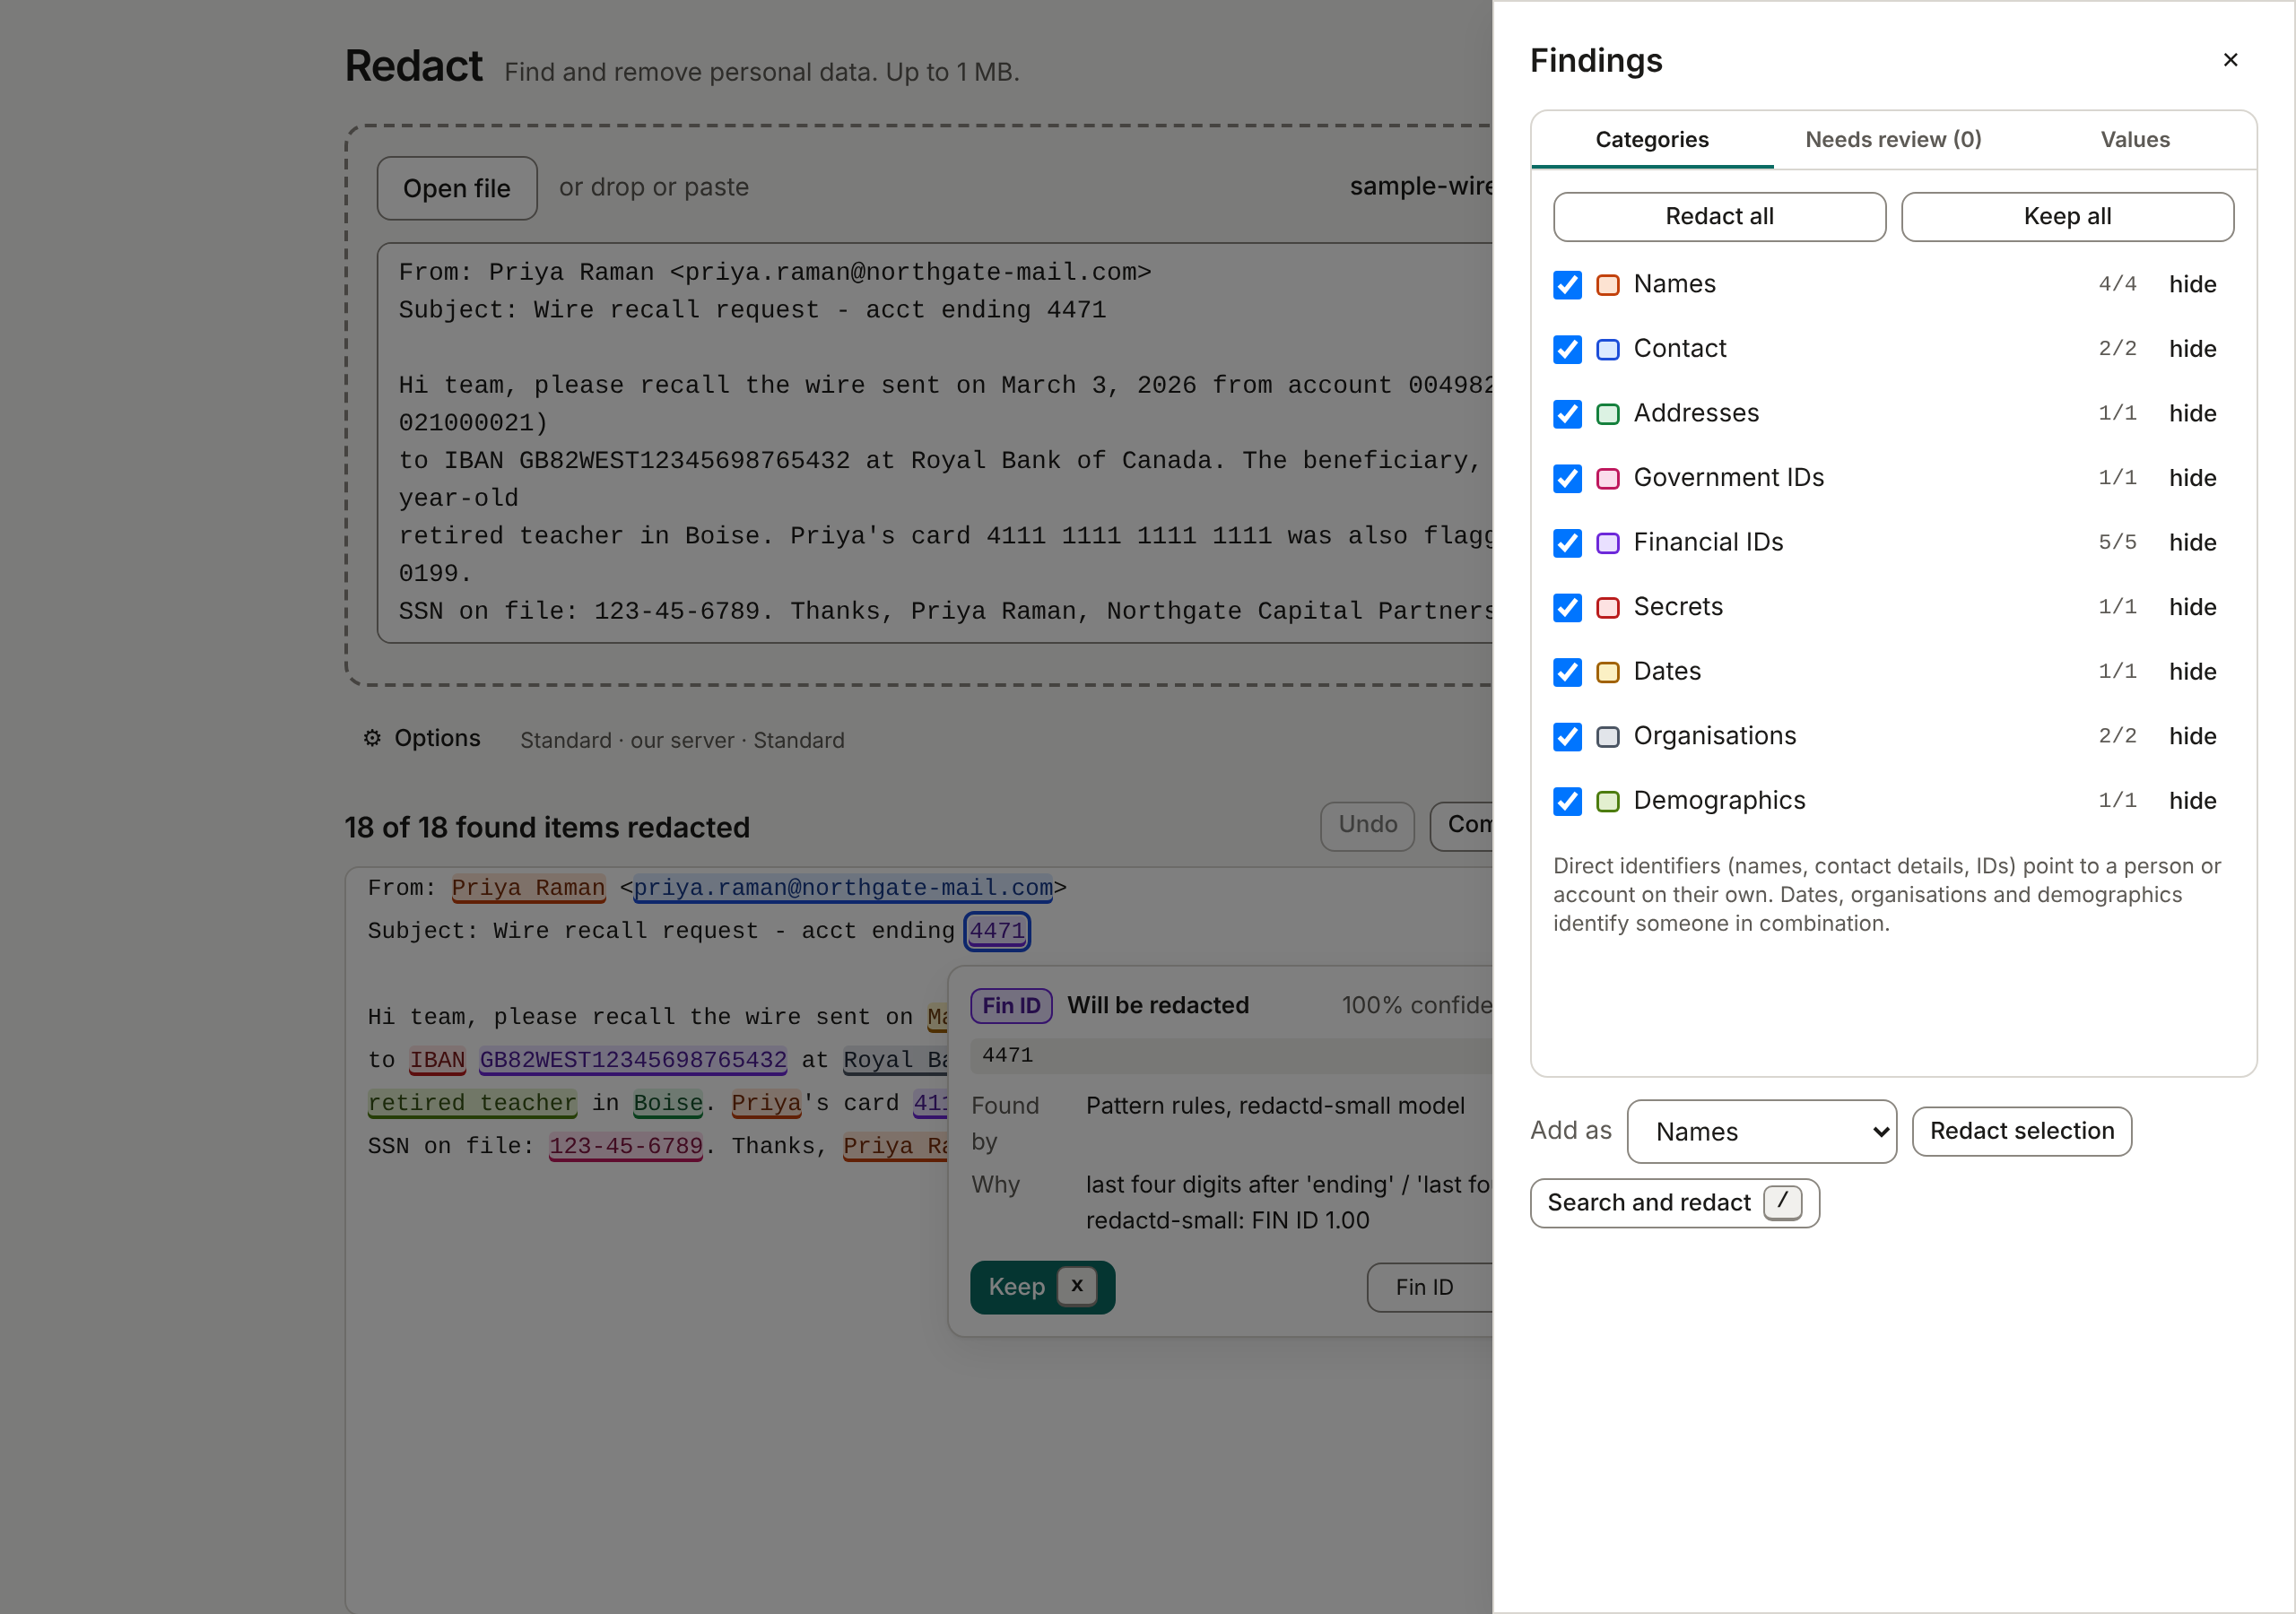 Redact Find and remove personal data. Up to 1 MB.
Open file or drop or paste sample-wire
From: Priya Raman <priya.raman@northgate-mail.com>
Subject: Wire recall request - acct ending 4471
Hi team, please recall the wire sent on March 3, 2026 from account 004982
021000021)
to IBAN GB82WEST12345698765432 at Royal Bank of Canada. The beneficiary,
year-old
retired teacher in Boise. Priya's card 4111 1111 1111 1111 was also flagg
0199.
SSN on file: 123-45-6789. Thanks, Priya Raman, Northgate Capital Partners
⚙ Options Standard · our server · Standard
18 of 18 found items redacted
Undo Com
From: Priya Raman <priya.raman@northgate-mail.com>
Subject: Wire recall request - acct ending 4471
Hi team, please recall the wire sent on Ma
to IBAN GB82WEST12345698765432 at Royal Ba
retired teacher in Boise. Priya's card 411
SSN on file: 123-45-6789. Thanks, Priya Ra
Fin ID Will be redacted 100% confide
4471
Found by Pattern rules, redactd-small model
Why last four digits after 'ending' / 'last fo
redactd-small: FIN ID 1.00
Keep x Fin ID
Findings ×
Categories Needs review (0) Values
Redact all Keep all
Names 4/4 hide
Contact 2/2 hide
Addresses 1/1 hide
Government IDs 1/1 hide
Financial IDs 5/5 hide
Secrets 1/1 hide
Dates 1/1 hide
Organisations 2/2 hide
Demographics 1/1 hide
Direct identifiers (names, contact details, IDs) point to a person or
account on their own. Dates, organisations and demographics
identify someone in combination.
Add as Names Redact selection
Search and redact /